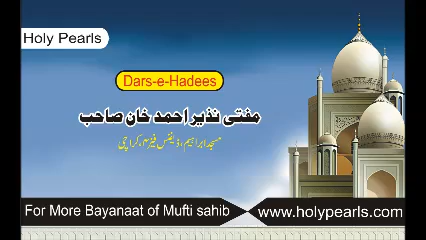 Holy Pearls
Dars-e-Hadees
مفتی نذیر احمد خان صاحب
مسجد ابراہیم، ڈیفنس فیز ۴، کراچی
For More Bayanaat of Mufti sahib
www.holypearls.com